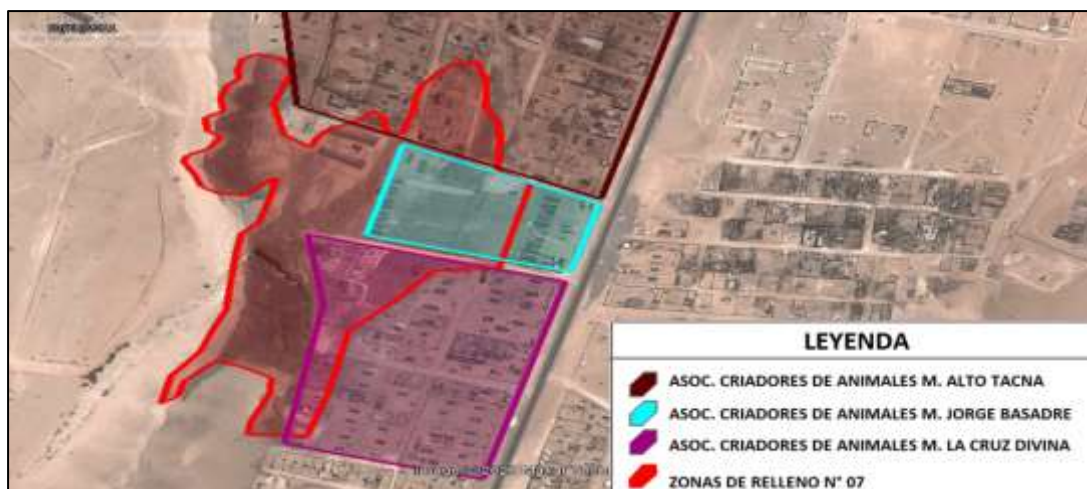 LEYENDA
ASOC. CRIADORES DE ANIMALES M. ALTO TACNA
ASOC. CRIADORES DE ANIMALES M. JORGE BASADRE
ASOC. CRIADORES DE ANIMALES M. LA CRUZ DIVINA
ZONAS DE RELLENO N° 07